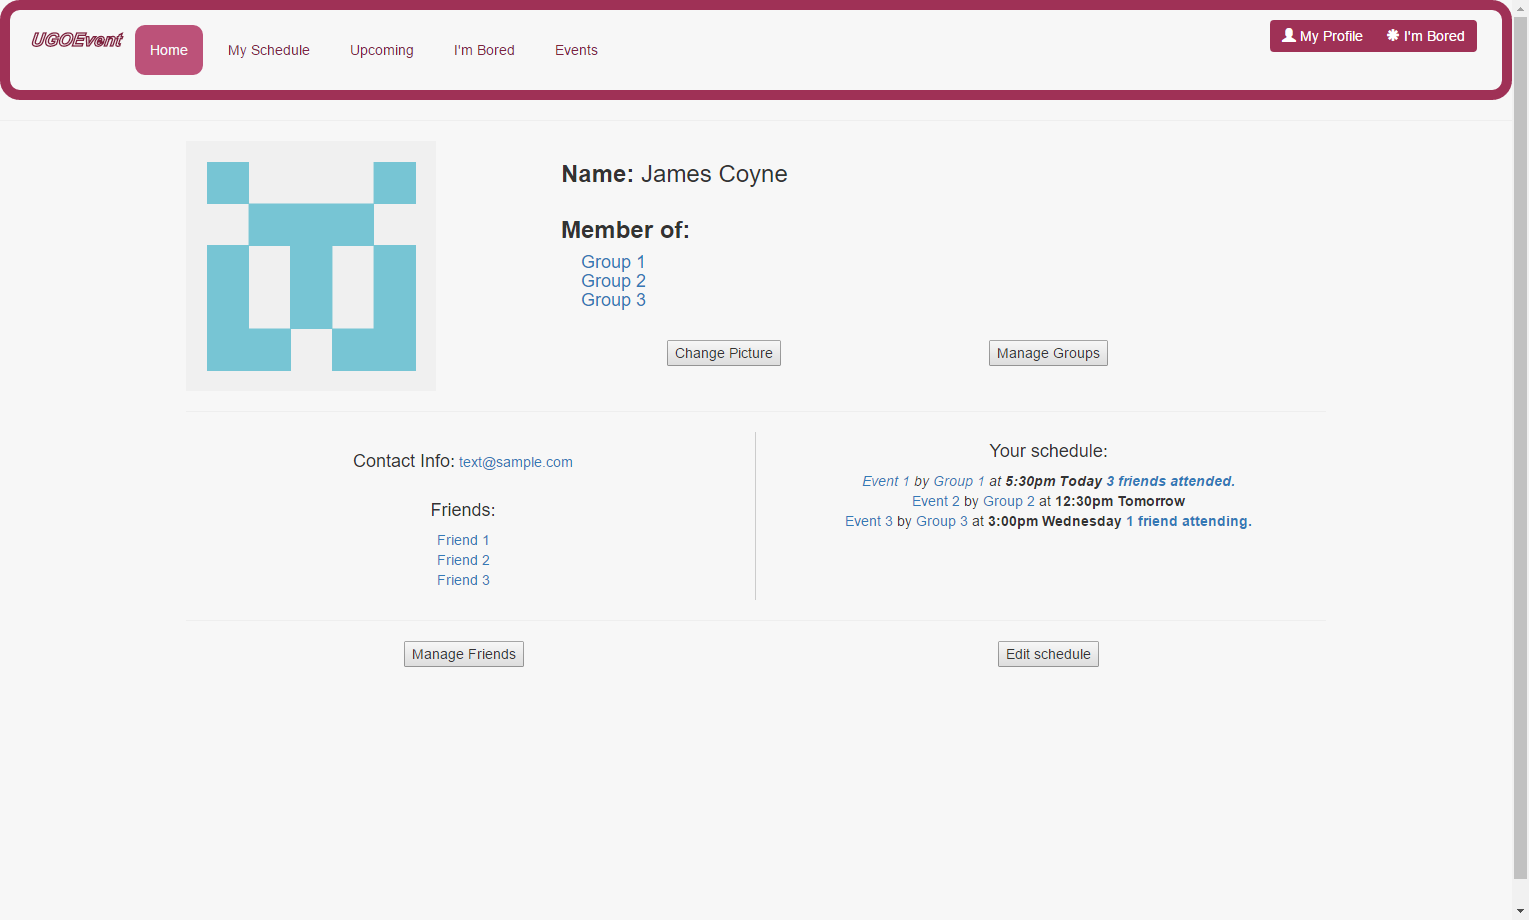 UGOEvent
Home
My Schedule
Upcoming
I'm Bored
Events
My Profile
I'm Bored
Name: James Coyne
Member of:
Group 1
Group 2
Group 3
Change Picture
Manage Groups
Contact Info: text@sample.com
Friends:
Friend 1
Friend 2
Friend 3
Your schedule:
Event 1 by Group 1 at 5:30pm Today 3 friends attended.
Event 2 by Group 2 at 12:30pm Tomorrow
Event 3 by Group 3 at 3:00pm Wednesday 1 friend attending.
Manage Friends
Edit schedule